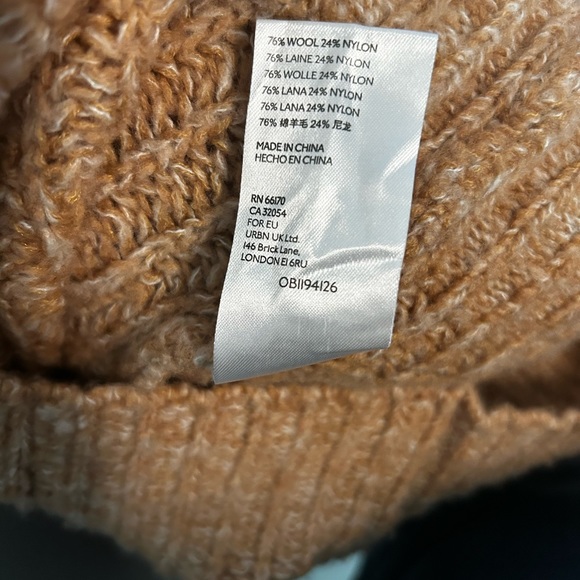 76% WOOL 24% NYLON
76% LAINE 24% NYLON
76% WOLLE 24% NYLON
76% LANA 24% NYLON
76% LANA 24% NYLON
76% 绵羊毛 24% 尼龙
MADE IN CHINA
HECHO EN CHINA
RN 66170
CA 32054
FOR EU
URBN UK Ltd.
146 Brick Lane,
LONDON E1 6RU
OB1194126